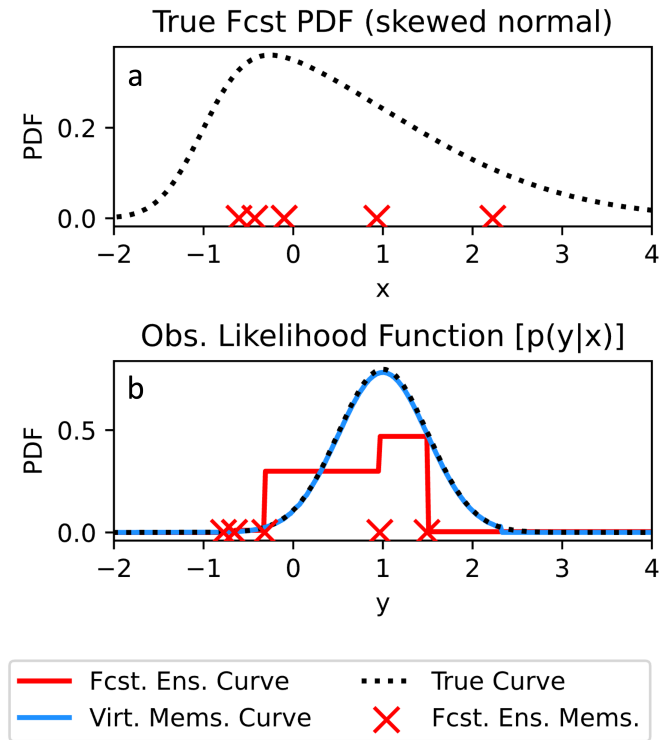 True Fcst PDF (skewed normal)
a
PDF
0.2
0.0
−2 −1 0 1 2 3 4
x
Obs. Likelihood Function [p(y|x)]
b
PDF
0.5
0.0
−2 −1 0 1 2 3 4
y
Fcst. Ens. Curve
True Curve
Virt. Mems. Curve
Fcst. Ens. Mems.